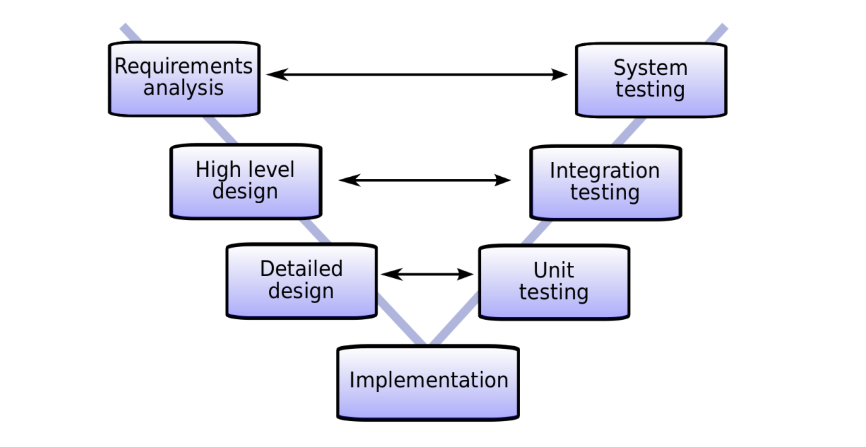 Requirements
analysis
System
testing
High level
design
Integration
testing
Detailed
design
Unit
testing
Implementation